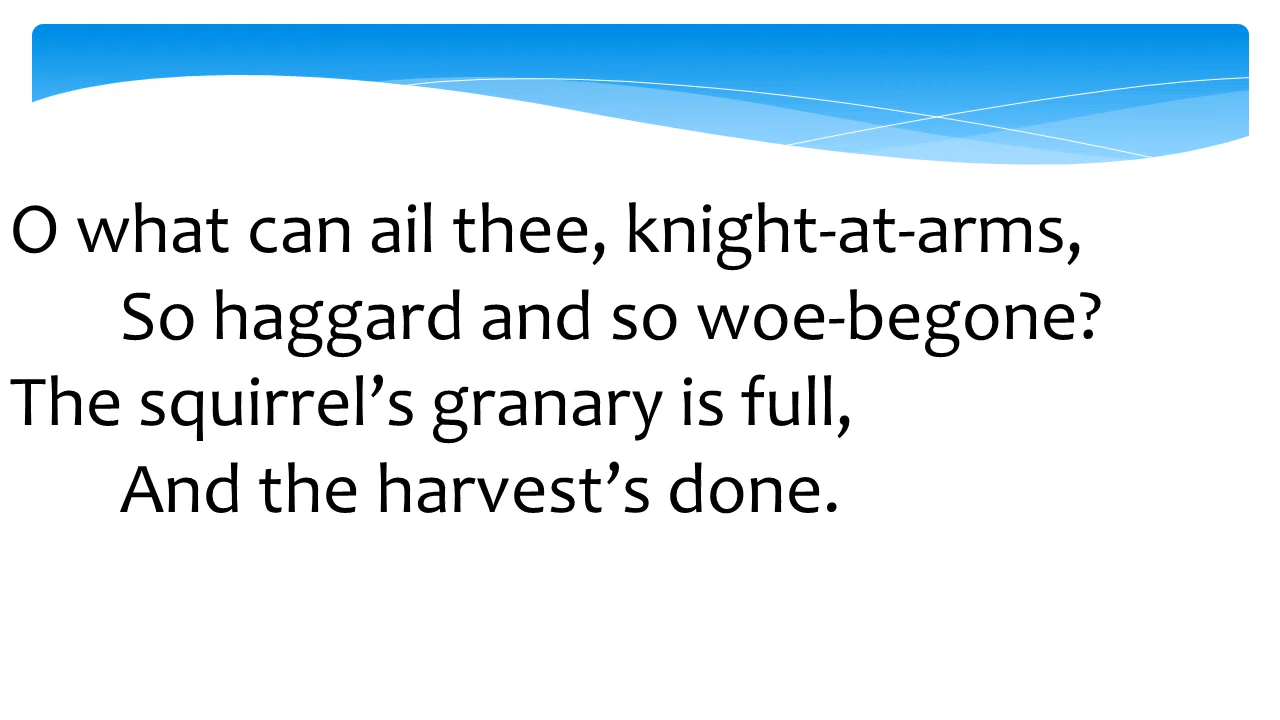 O what can ail thee, knight-at-arms,
So haggard and so woe-begone?
The squirrel’s granary is full,
And the harvest’s done.